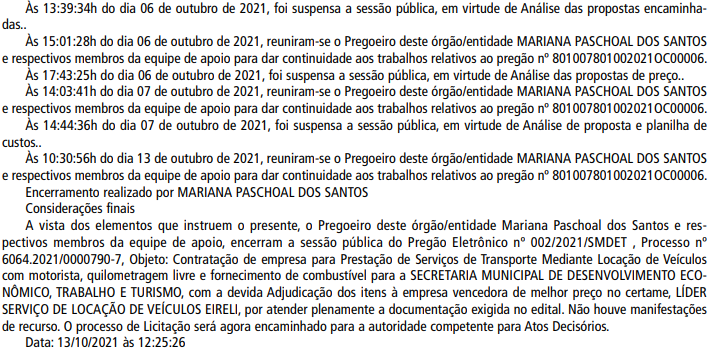 Às 13:39:34h do dia 06 de outubro de 2021, foi suspensa a sessão pública, em virtude de Análise das propostas encaminha-
das..
Às 15:01:28h do dia 06 de outubro de 2021, reuniram-se o Pregoeiro deste órgão/entidade MARIANA PASCHOAL DOS SANTOS
e respectivos membros da equipe de apoio para dar continuidade aos trabalhos relativos ao pregão nº 801007801002021OC00006.
Às 17:43:25h do dia 06 de outubro de 2021, foi suspensa a sessão pública, em virtude de Análise das propostas de preço..
Às 14:03:41h do dia 07 de outubro de 2021, reuniram-se o Pregoeiro deste órgão/entidade MARIANA PASCHOAL DOS SANTOS
e respectivos membros da equipe de apoio para dar continuidade aos trabalhos relativos ao pregão nº 801007801002021OC00006.
Às 14:44:36h do dia 07 de outubro de 2021, foi suspensa a sessão pública, em virtude de Análise de proposta e planilha de
custos..
Às 10:30:56h do dia 13 de outubro de 2021, reuniram-se o Pregoeiro deste órgão/entidade MARIANA PASCHOAL DOS SANTOS
e respectivos membros da equipe de apoio para dar continuidade aos trabalhos relativos ao pregão nº 801007801002021OC00006.
Encerramento realizado por MARIANA PASCHOAL DOS SANTOS
Considerações finais
A vista dos elementos que instruem o presente, o Pregoeiro deste órgão/entidade Mariana Paschoal dos Santos e res-
pectivos membros da equipe de apoio, encerram a sessão pública do Pregão Eletrônico nº 002/2021/SMDET , Processo nº
6064.2021/0000790-7, Objeto: Contratação de empresa para Prestação de Serviços de Transporte Mediante Locação de Veículos
com motorista, quilometragem livre e fornecimento de combustível para a SECRETARIA MUNICIPAL DE DESENVOLVIMENTO ECO-
NÔMICO, TRABALHO E TURISMO, com a devida Adjudicação dos itens à empresa vencedora de melhor preço no certame, LÍDER
SERVIÇO DE LOCAÇÃO DE VEÍCULOS EIRELI, por atender plenamente a documentação exigida no edital. Não houve manifestações
de recurso. O processo de Licitação será agora encaminhado para a autoridade competente para Atos Decisórios.
Data: 13/10/2021 às 12:25:26